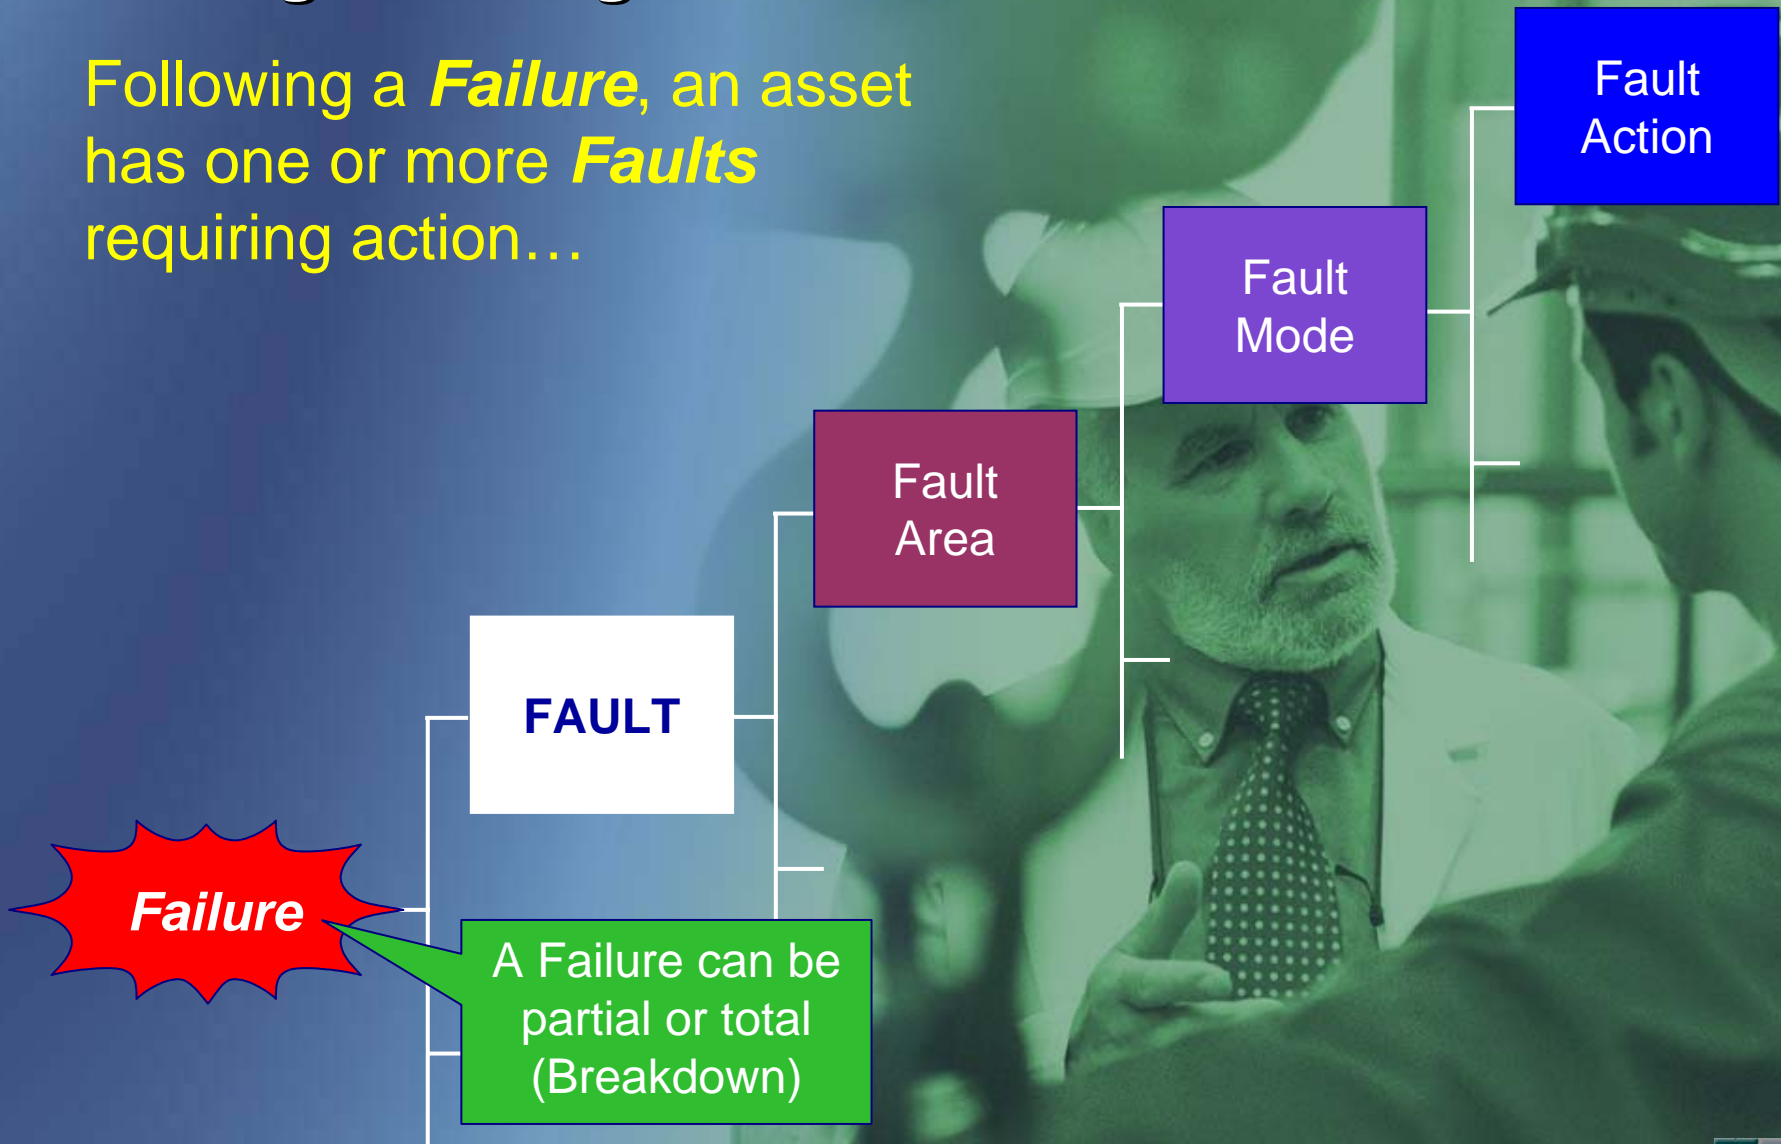 Following a Failure, an asset
has one or more Faults
requiring action…
Fault
Action
Fault
Mode
Fault
Area
FAULT
Failure
A Failure can be
partial or total
(Breakdown)